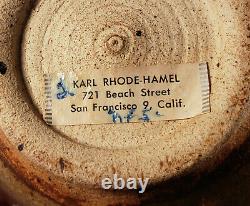 KARL RHODE-HAMEL
721 Beach Street
San Francisco 9, Calif.
ebay